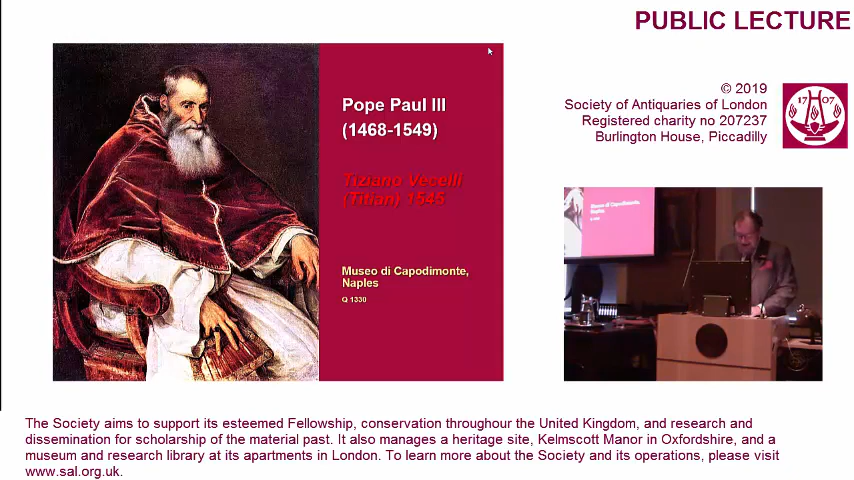 PUBLIC LECTURE
Pope Paul III
(1468-1549)
Tiziano Vecelli
(Titian) 1545
Museo di Capodimonte,
Naples
Q 1330
© 2019
Society of Antiquaries of London
Registered charity no 207237
Burlington House, Piccadilly
17 07
Museo di Capodimonte,
Naples
The Society aims to support its esteemed Fellowship, conservation throughour the United Kingdom, and research and
dissemination for scholarship of the material past. It also manages a heritage site, Kelmscott Manor in Oxfordshire, and a
museum and research library at its apartments in London. To learn more about the Society and its operations, please visit
www.sal.org.uk.